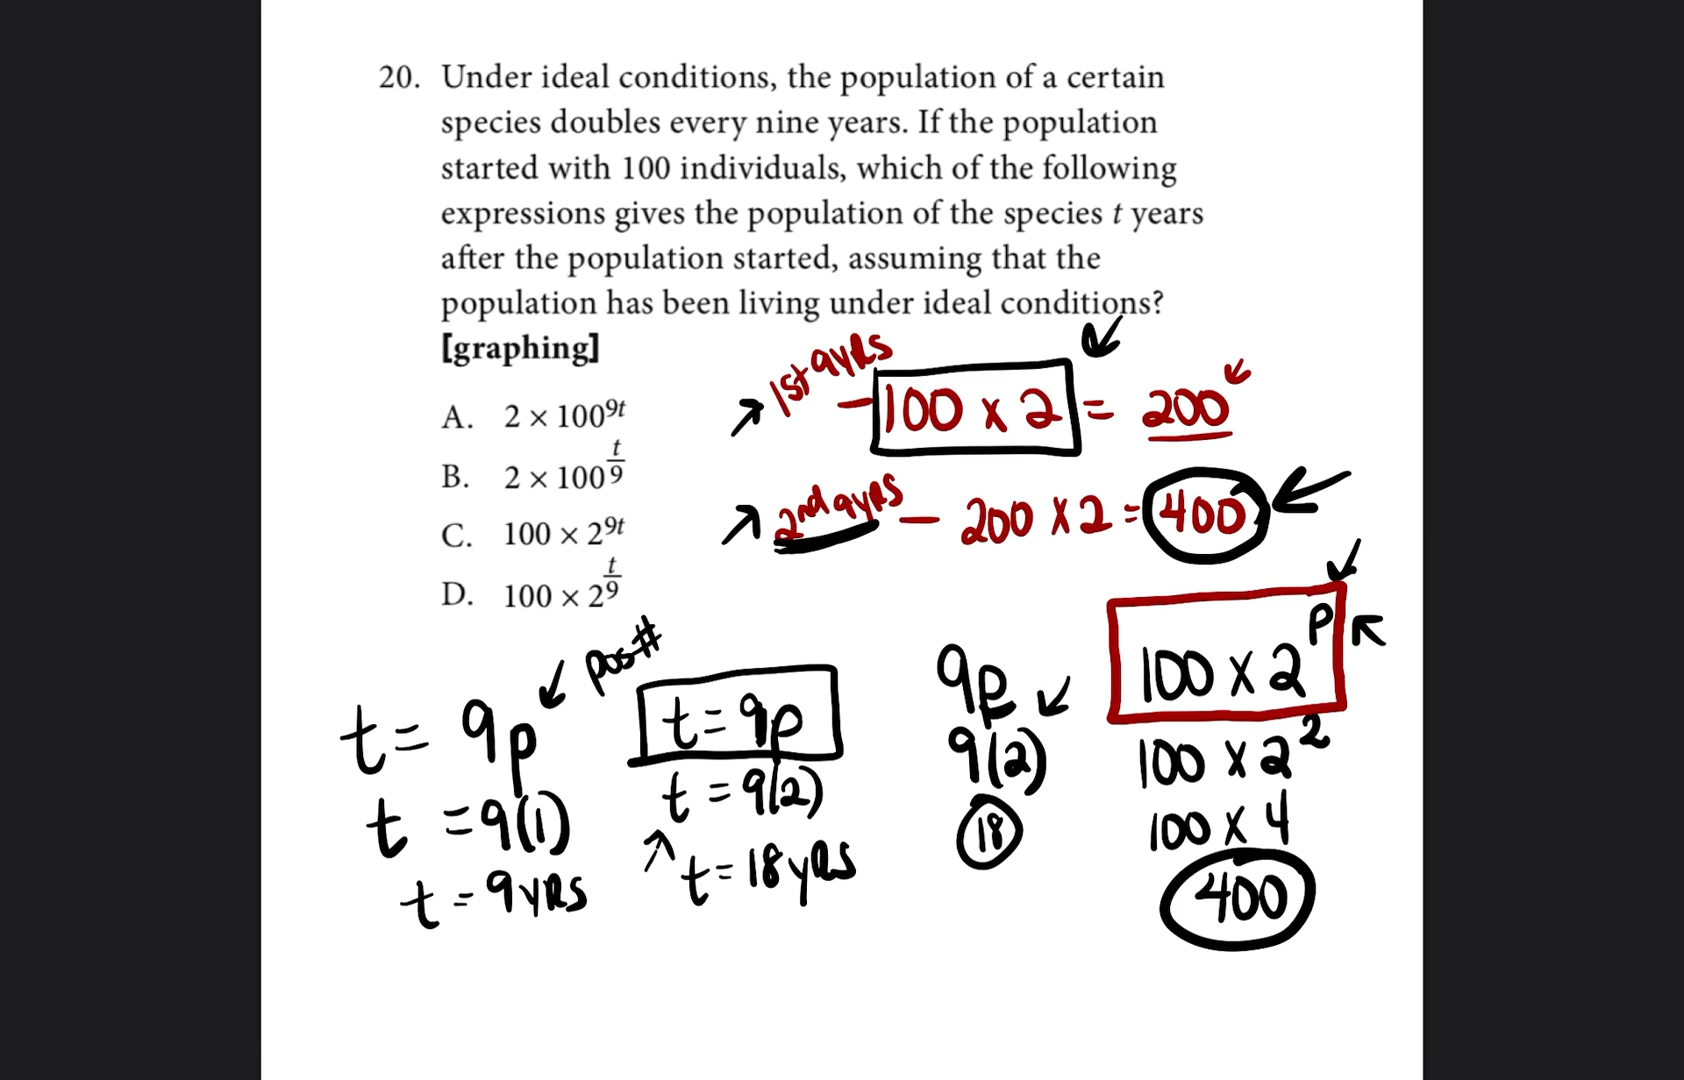 20. Under ideal conditions, the population of a certain
species doubles every nine years. If the population
started with 100 individuals, which of the following
expressions gives the population of the species t years
after the population started, assuming that the
population has been living under ideal conditions?
[graphing]
A. 2 × 100^(9t)
B. 2 × 100^(t/9)
C. 100 × 2^(9t)
D. 100 × 2^(t/9)
1st 9yRs – 100 x 2 = 200
2nd 9yRs – 200 x 2 = 400
t = 9p pos#
t = 9(1)
t = 9yRs
t = 9p
t = 9(2)
t = 18yRs
9p
9(2)
18
100 x 2^p
100 x 2^2
100 x 4
400